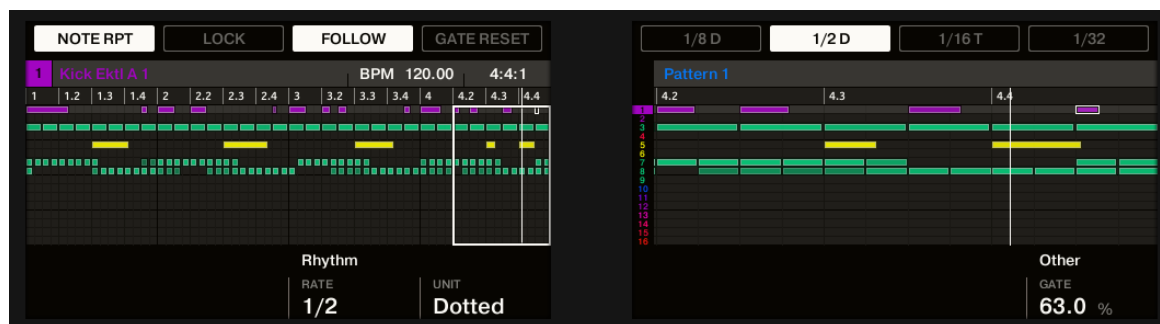 NOTE RPT LOCK FOLLOW GATE RESET
1 Kick Ektl A 1 BPM 120.00 4:4:1
1 1.2 1.3 1.4 2 2.2 2.3 2.4 3 3.2 3.3 3.4 4 4.2 4.3 4.4
Rhythm
RATE UNIT
1/2 Dotted
1/8 D 1/2 D 1/16 T 1/32
Pattern 1
4.2 4.3 4.4
1
2
3
4
5
6
7
8
9
10
11
12
13
14
15
16
Other
GATE
63.0 %